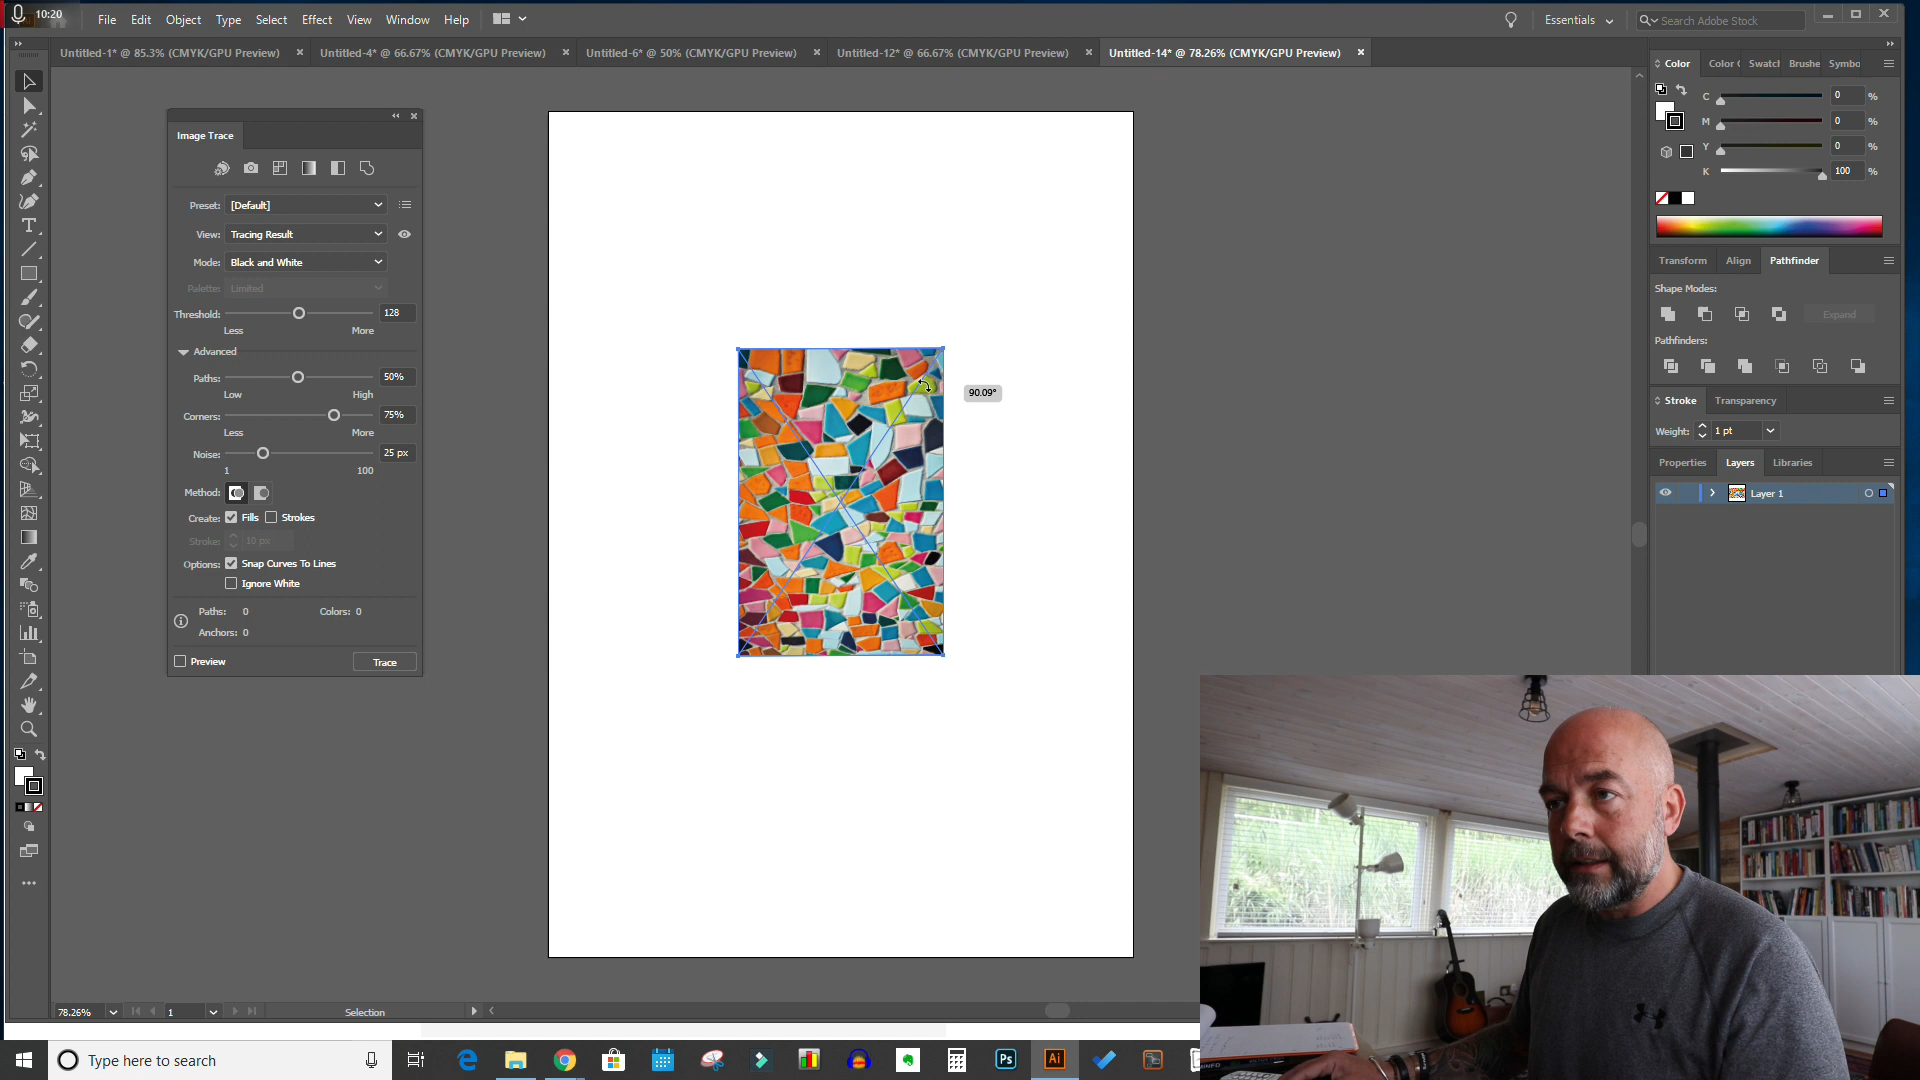 10:20
File Edit Object Type Select Effect View Window Help
Essentials
Search Adobe Stock
Untitled-1* @ 85.3% (CMYK/GPU Preview)
Untitled-4* @ 66.67% (CMYK/GPU Preview)
Untitled-6* @ 50% (CMYK/GPU Preview)
Untitled-12* @ 66.67% (CMYK/GPU Preview)
Untitled-14* @ 78.26% (CMYK/GPU Preview)
Image Trace
Preset: [Default]
View: Tracing Result
Mode: Black and White
Palette: Limited
Threshold: 128
Less More
Advanced
Paths: 50%
Low High
Corners: 75%
Less More
Noise: 25 px
1 100
Method:
Create: Fills Strokes
Stroke: 10 px
Options: Snap Curves To Lines
Ignore White
Paths: 0 Colors: 0
Anchors: 0
Preview Trace
90.09°
Color Color Swatch Brushe Symbo
C 0 %
M 0 %
Y 0 %
K 100 %
Transform Align Pathfinder
Shape Modes:
Expand
Pathfinders:
Stroke Transparency
Weight: 1 pt
Properties Layers Libraries
Layer 1
78.26% 1 Selection
Type here to search
Ps Ai